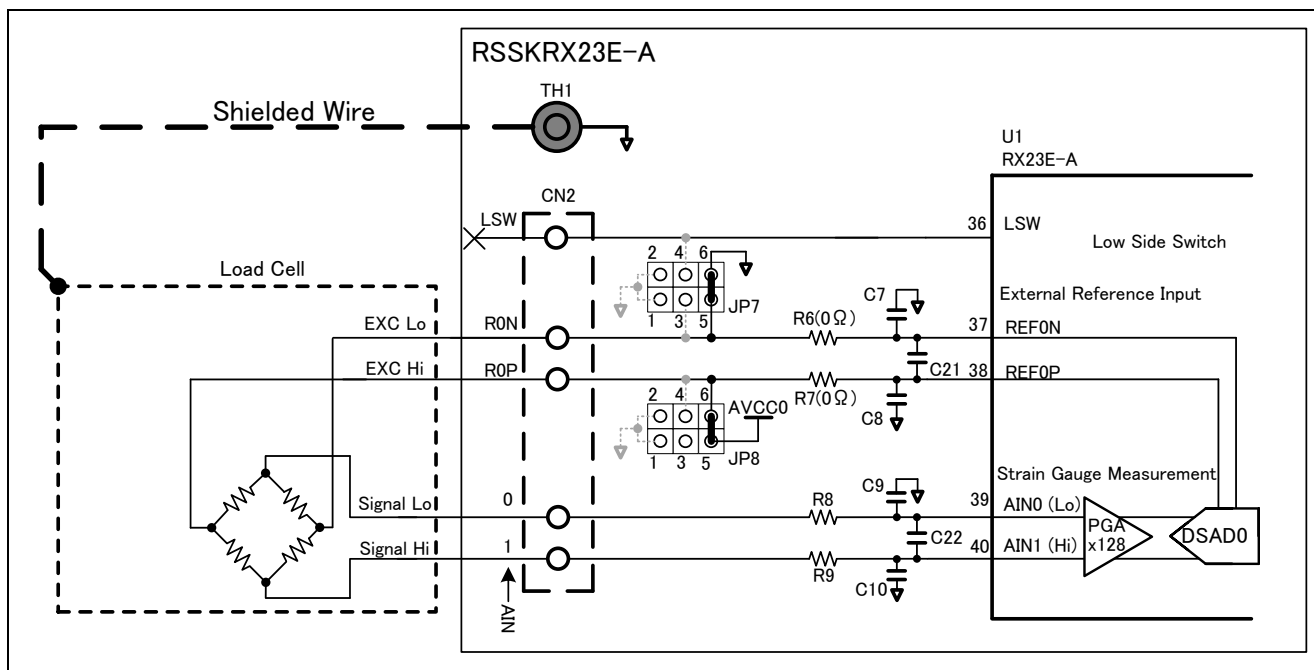 RSSKRX23E-A
TH1
Shielded Wire
U1
RX23E-A
CN2
LSW
36 LSW
Low Side Switch
2 4 6
1 3 5
JP7
Load Cell
C7
External Reference Input
EXC Lo
R0N
R6(0Ω)
37 REF0N
C21
EXC Hi
R0P
R7(0Ω)
38 REF0P
C8
2 4 6
AVCC0
1 3 5
JP8
Strain Gauge Measurement
Signal Lo
0
R8
C9
39 AIN0 (Lo)
C22
PGA
x128
DSAD0
Signal Hi
1
R9
40 AIN1 (Hi)
C10
AIN